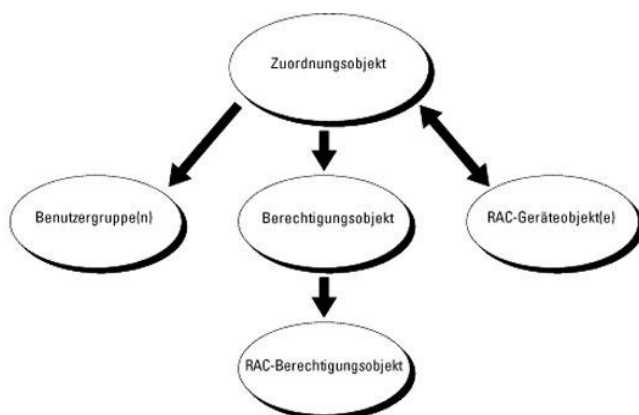 Zuordnungsobjekt
Benutzergruppe(n)
Berechtigungsobjekt
RAC-Geräteobjekt(e)
RAC-Berechtigungsobjekt